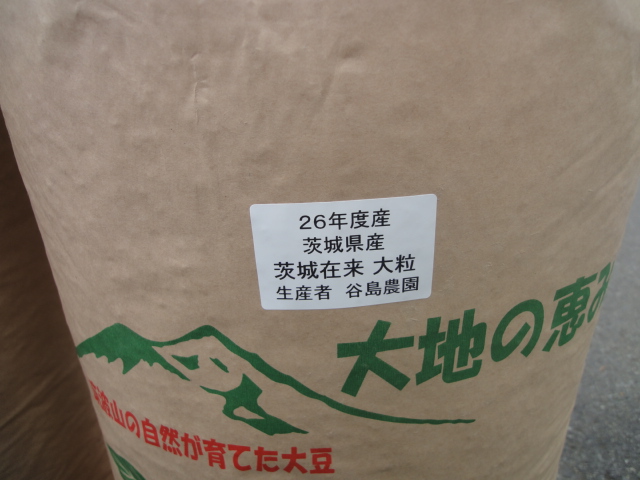 26年度産
茨城県産
茨城在来 大粒
生産者 谷島農園
大地の恵み
山の自然が育てた大豆